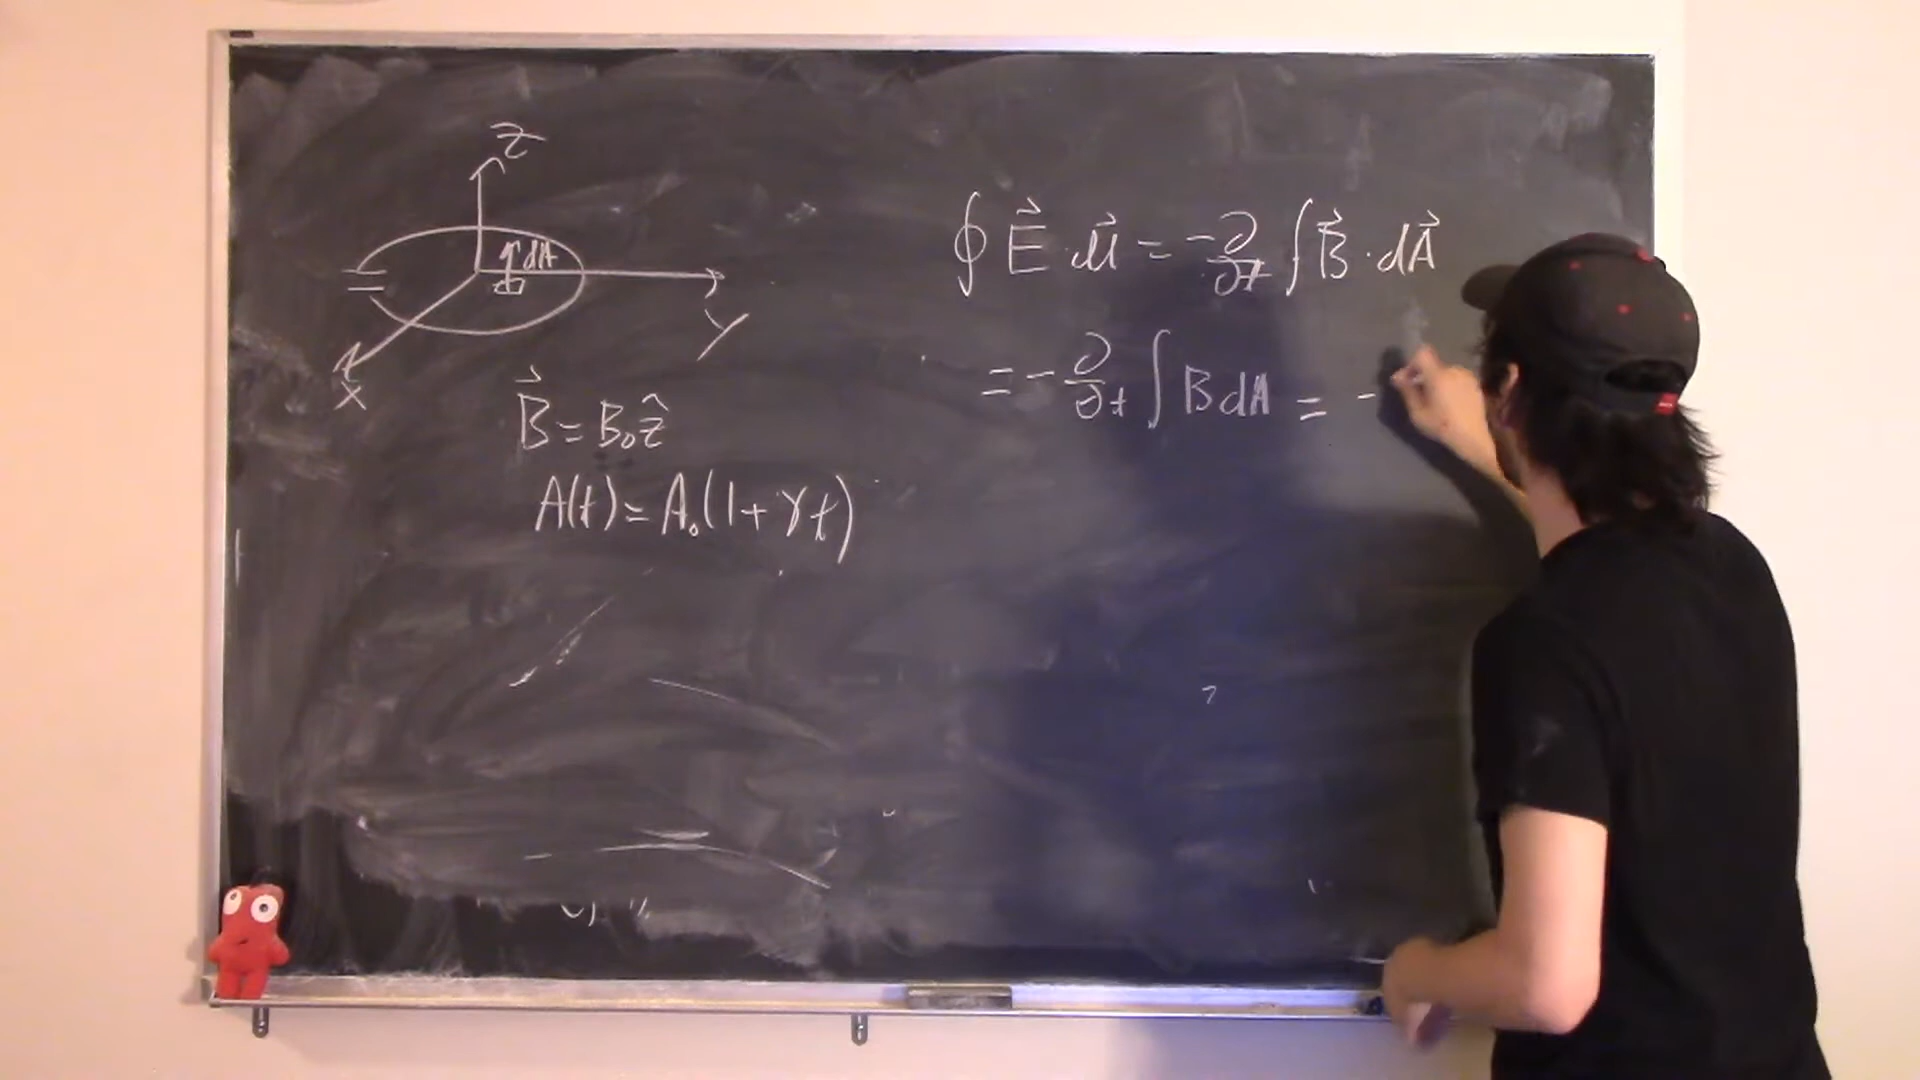 Z
dA
Y
X
B⃗ = B₀ẑ
A(t) = A₀(1 + γt)
∮ E⃗ · dl⃗ = -∂/∂t ∫ B⃗ · dA⃗
= -∂/∂t ∫ B dA = -